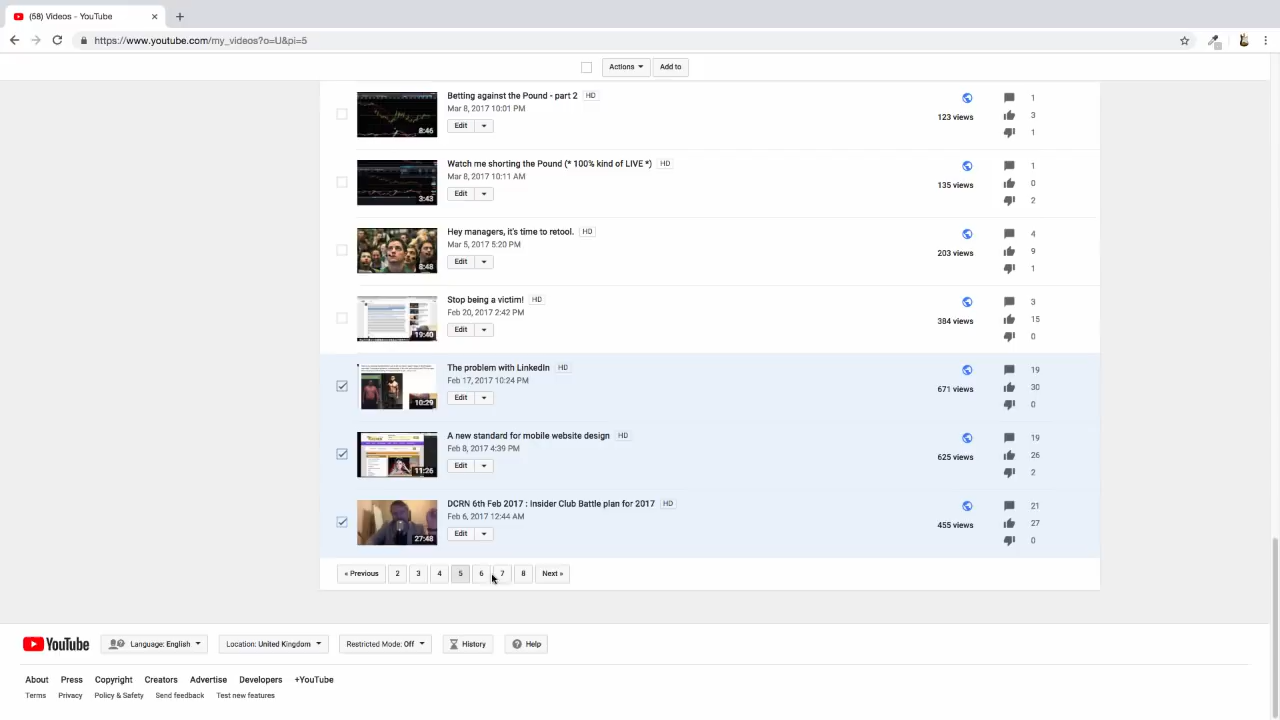 (58) Videos - YouTube
https://www.youtube.com/my_videos?o=U&pi=5
Actions
Add to
Betting against the Pound - part 2 HD
Mar 8, 2017 10:01 PM
Edit
8:46
123 views
1
3
1
Watch me shorting the Pound (* 100% kind of LIVE *) HD
Mar 8, 2017 10:11 AM
Edit
3:43
135 views
1
0
2
Hey managers, it's time to retool. HD
Mar 5, 2017 5:20 PM
Edit
8:48
203 views
4
9
1
Stop being a victim! HD
Feb 20, 2017 2:42 PM
Edit
19:40
384 views
3
15
0
The problem with LinkedIn HD
Feb 17, 2017 10:24 PM
Edit
10:29
671 views
19
30
0
A new standard for mobile website design HD
Feb 8, 2017 4:39 PM
Edit
11:26
625 views
19
26
2
DCRN 6th Feb 2017 : Insider Club Battle plan for 2017 HD
Feb 6, 2017 12:44 AM
Edit
27:48
455 views
21
27
0
« Previous 2 3 4 5 6 7 8 Next »
YouTube Language: English Location: United Kingdom Restricted Mode: Off History Help
About Press Copyright Creators Advertise Developers +YouTube
Terms Privacy Policy & Safety Send feedback Test new features